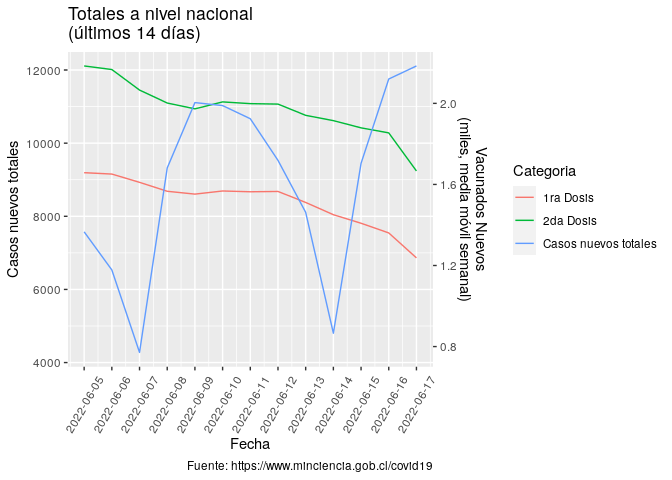 Totales a nivel nacional
(últimos 14 días)
12000
10000
8000
6000
4000
Casos nuevos totales
2.0
1.6
1.2
0.8
Vacunados Nuevos
(miles, media móvil semanal)
2022-06-05
2022-06-06
2022-06-07
2022-06-08
2022-06-09
2022-06-10
2022-06-11
2022-06-12
2022-06-13
2022-06-14
2022-06-15
2022-06-16
2022-06-17
Fecha
Categoria
1ra Dosis
2da Dosis
Casos nuevos totales
Fuente: https://www.minciencia.gob.cl/covid19